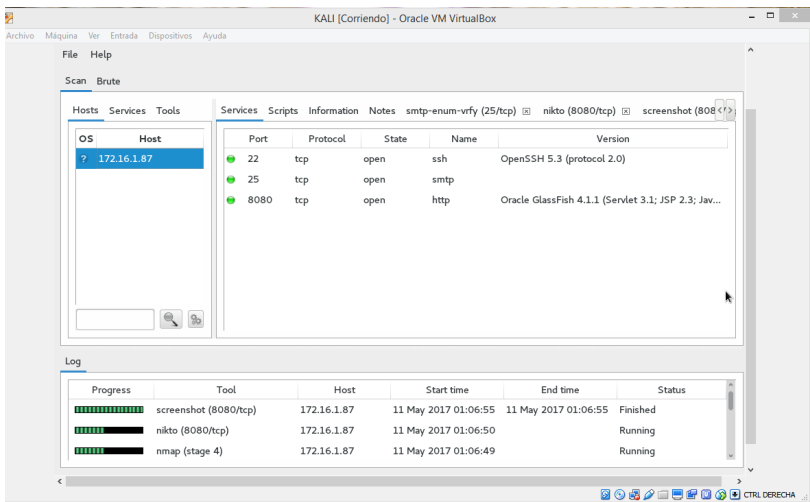 KALI [Corriendo] - Oracle VM VirtualBox
Archivo Máquina Ver Entrada Dispositivos Ayuda
File Help
Scan Brute
Hosts Services Tools
OS Host
? 172.16.1.87
Services Scripts Information Notes smtp-enum-vrfy (25/tcp) nikto (8080/tcp) screenshot (808
Port Protocol State Name Version
22 tcp open ssh OpenSSH 5.3 (protocol 2.0)
25 tcp open smtp
8080 tcp open http Oracle GlassFish 4.1.1 (Servlet 3.1; JSP 2.3; Jav...
Log
Progress Tool Host Start time End time Status
screenshot (8080/tcp) 172.16.1.87 11 May 2017 01:06:55 11 May 2017 01:06:55 Finished
nikto (8080/tcp) 172.16.1.87 11 May 2017 01:06:50 Running
nmap (stage 4) 172.16.1.87 11 May 2017 01:06:49 Running
CTRL DERECHA